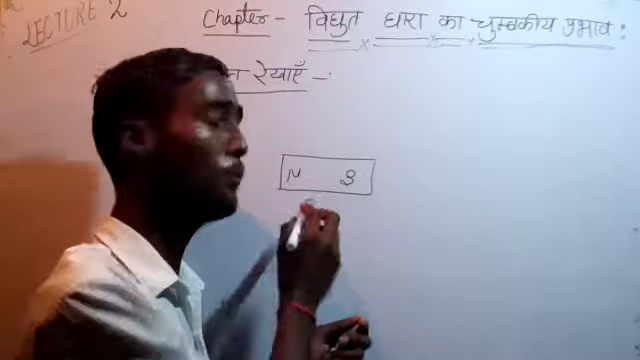 LECTURE 2
Chapter - विद्युत धारा का चुम्बकीय प्रभाव :
रेखाएँ -
N S